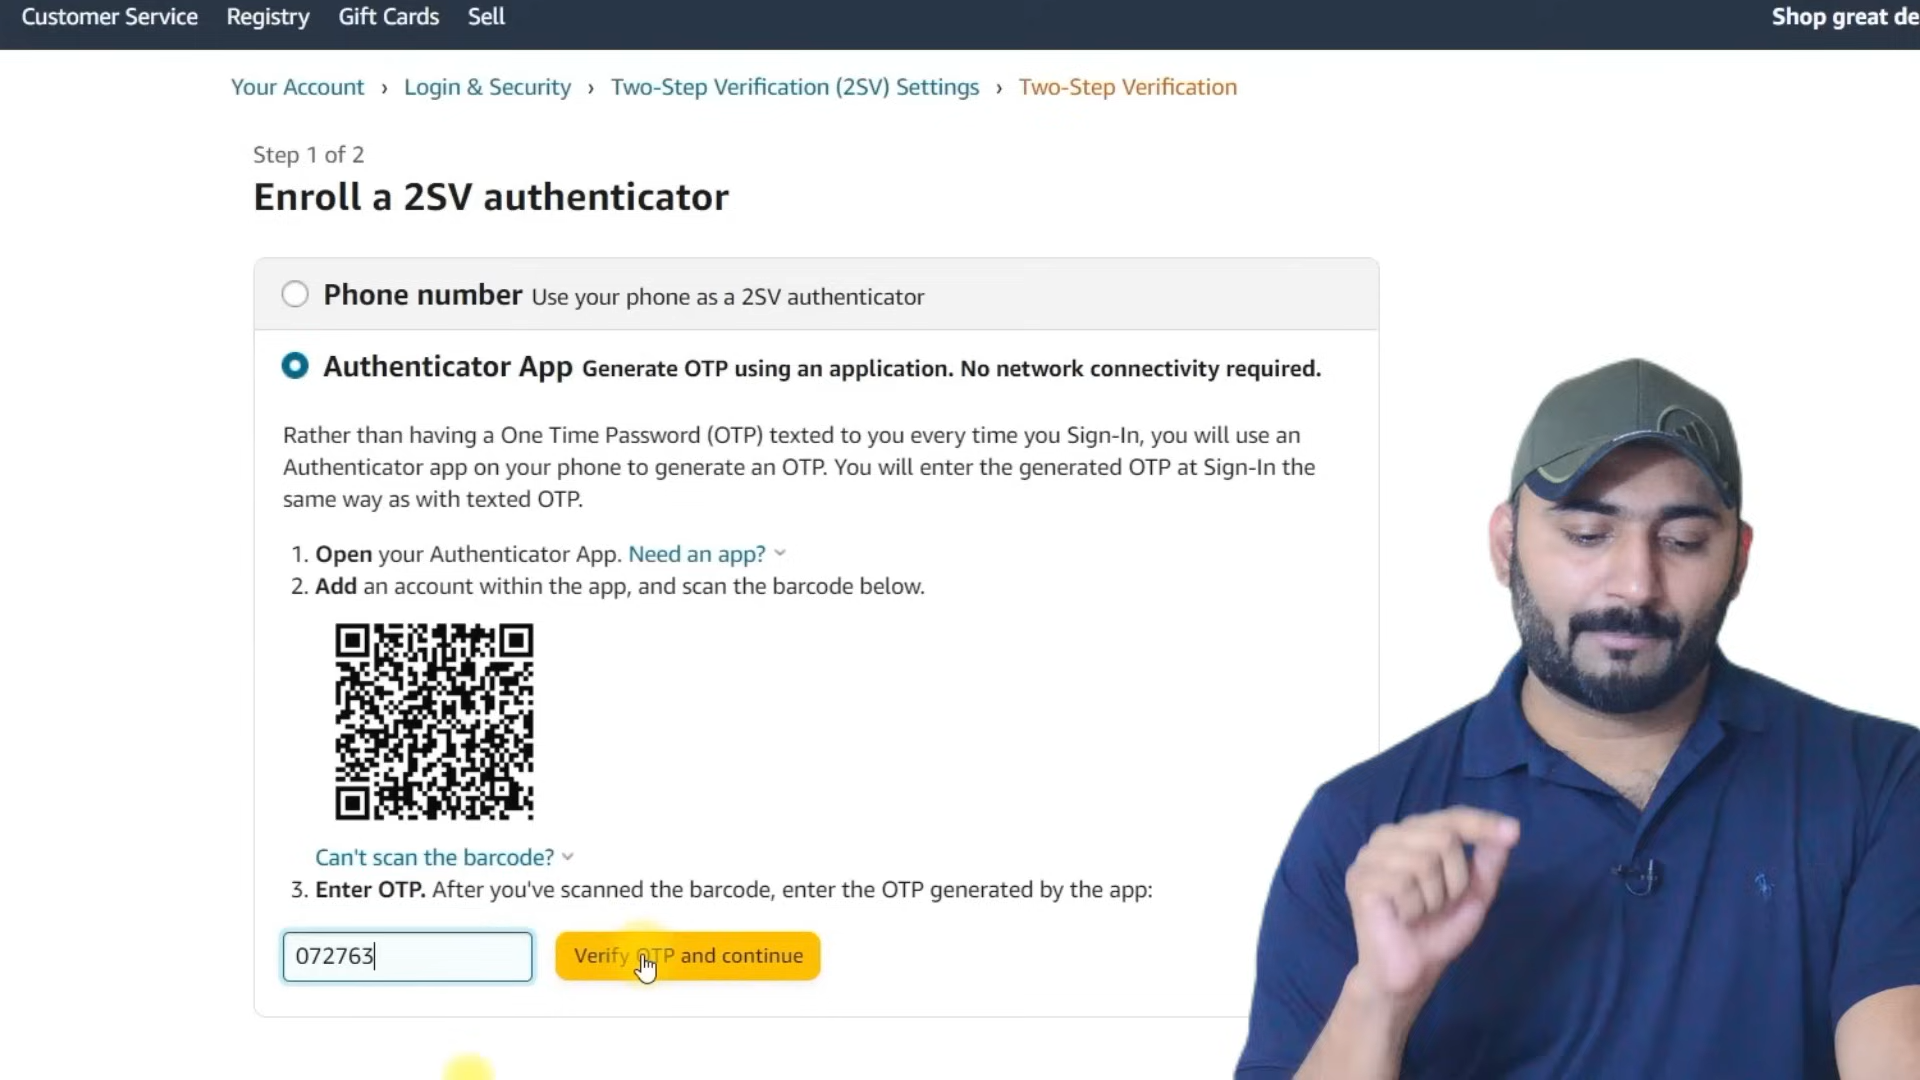 Customer Service Registry Gift Cards Sell Shop great de
Your Account › Login & Security › Two-Step Verification (2SV) Settings › Two-Step Verification
Step 1 of 2
Enroll a 2SV authenticator
Phone number Use your phone as a 2SV authenticator
Authenticator App Generate OTP using an application. No network connectivity required.
Rather than having a One Time Password (OTP) texted to you every time you Sign-In, you will use an
Authenticator app on your phone to generate an OTP. You will enter the generated OTP at Sign-In the
same way as with texted OTP.
1. Open your Authenticator App. Need an app?
2. Add an account within the app, and scan the barcode below.
Can't scan the barcode?
3. Enter OTP. After you've scanned the barcode, enter the OTP generated by the app:
072763 Verify OTP and continue